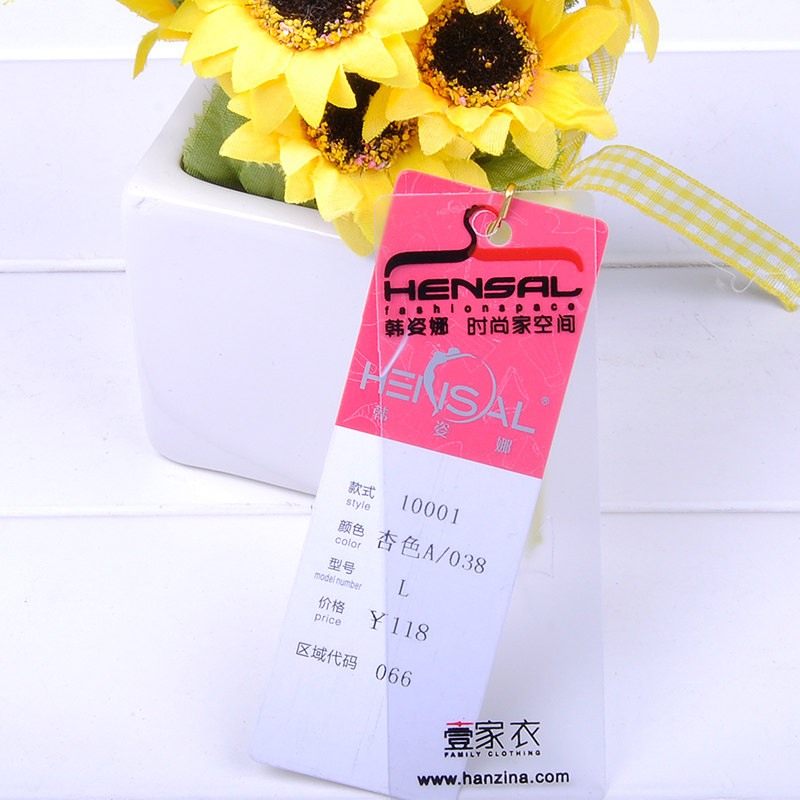 HENSAL
fashionspace
韩姿娜 时尚家空间
HENSAL®
韩姿娜
款式 10001
style
颜色 杏色A/038
color
型号 L
model number
价格 ¥118
price
区域代码 066
壹家衣
FAMILY CLOTHING
www.hanzina.com